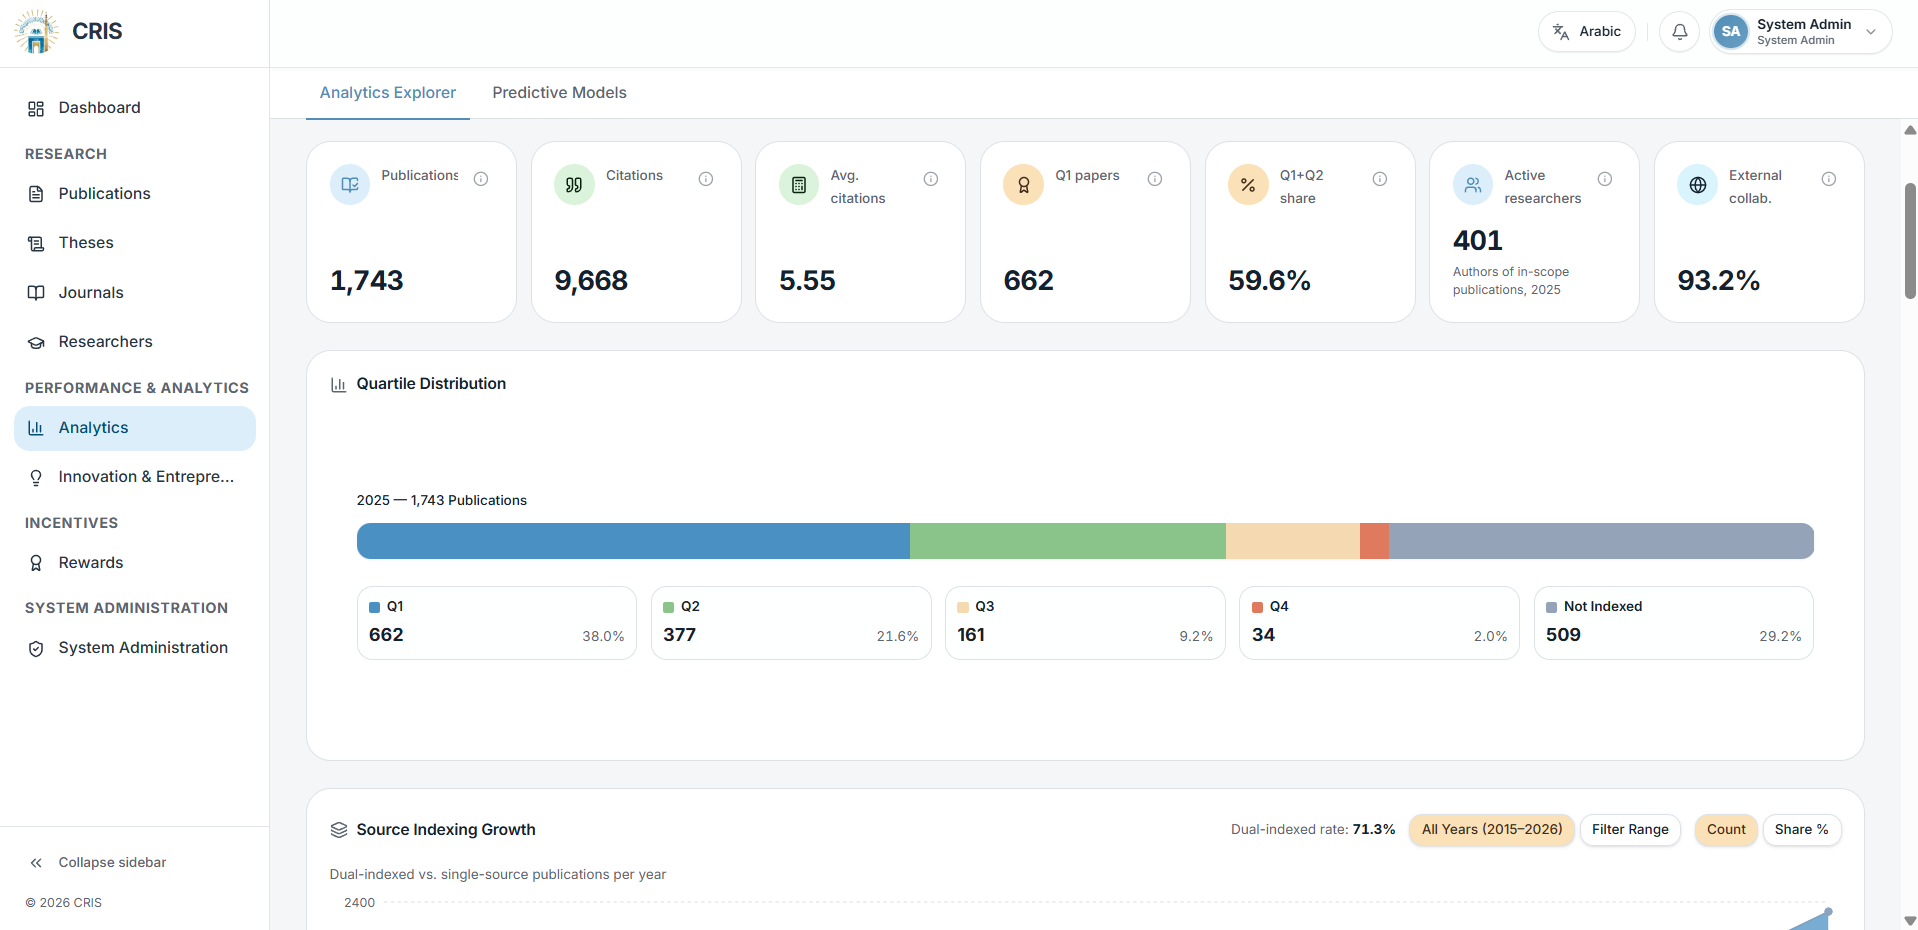 CRIS
Arabic
SA
System Admin
System Admin
Dashboard
RESEARCH
Publications
Theses
Journals
Researchers
PERFORMANCE & ANALYTICS
Analytics
Innovation & Entrepre...
INCENTIVES
Rewards
SYSTEM ADMINISTRATION
System Administration
Collapse sidebar
© 2026 CRIS
Analytics Explorer
Predictive Models
Publications
1,743
Citations
9,668
Avg.
citations
5.55
Q1 papers
662
Q1+Q2
share
59.6%
Active
researchers
401
Authors of in-scope
publications, 2025
External
collab.
93.2%
Quartile Distribution
2025 — 1,743 Publications
Q1
662 38.0%
Q2
377 21.6%
Q3
161 9.2%
Q4
34 2.0%
Not Indexed
509 29.2%
Source Indexing Growth
Dual-indexed rate: 71.3%
All Years (2015–2026)
Filter Range
Count
Share %
Dual-indexed vs. single-source publications per year
2400